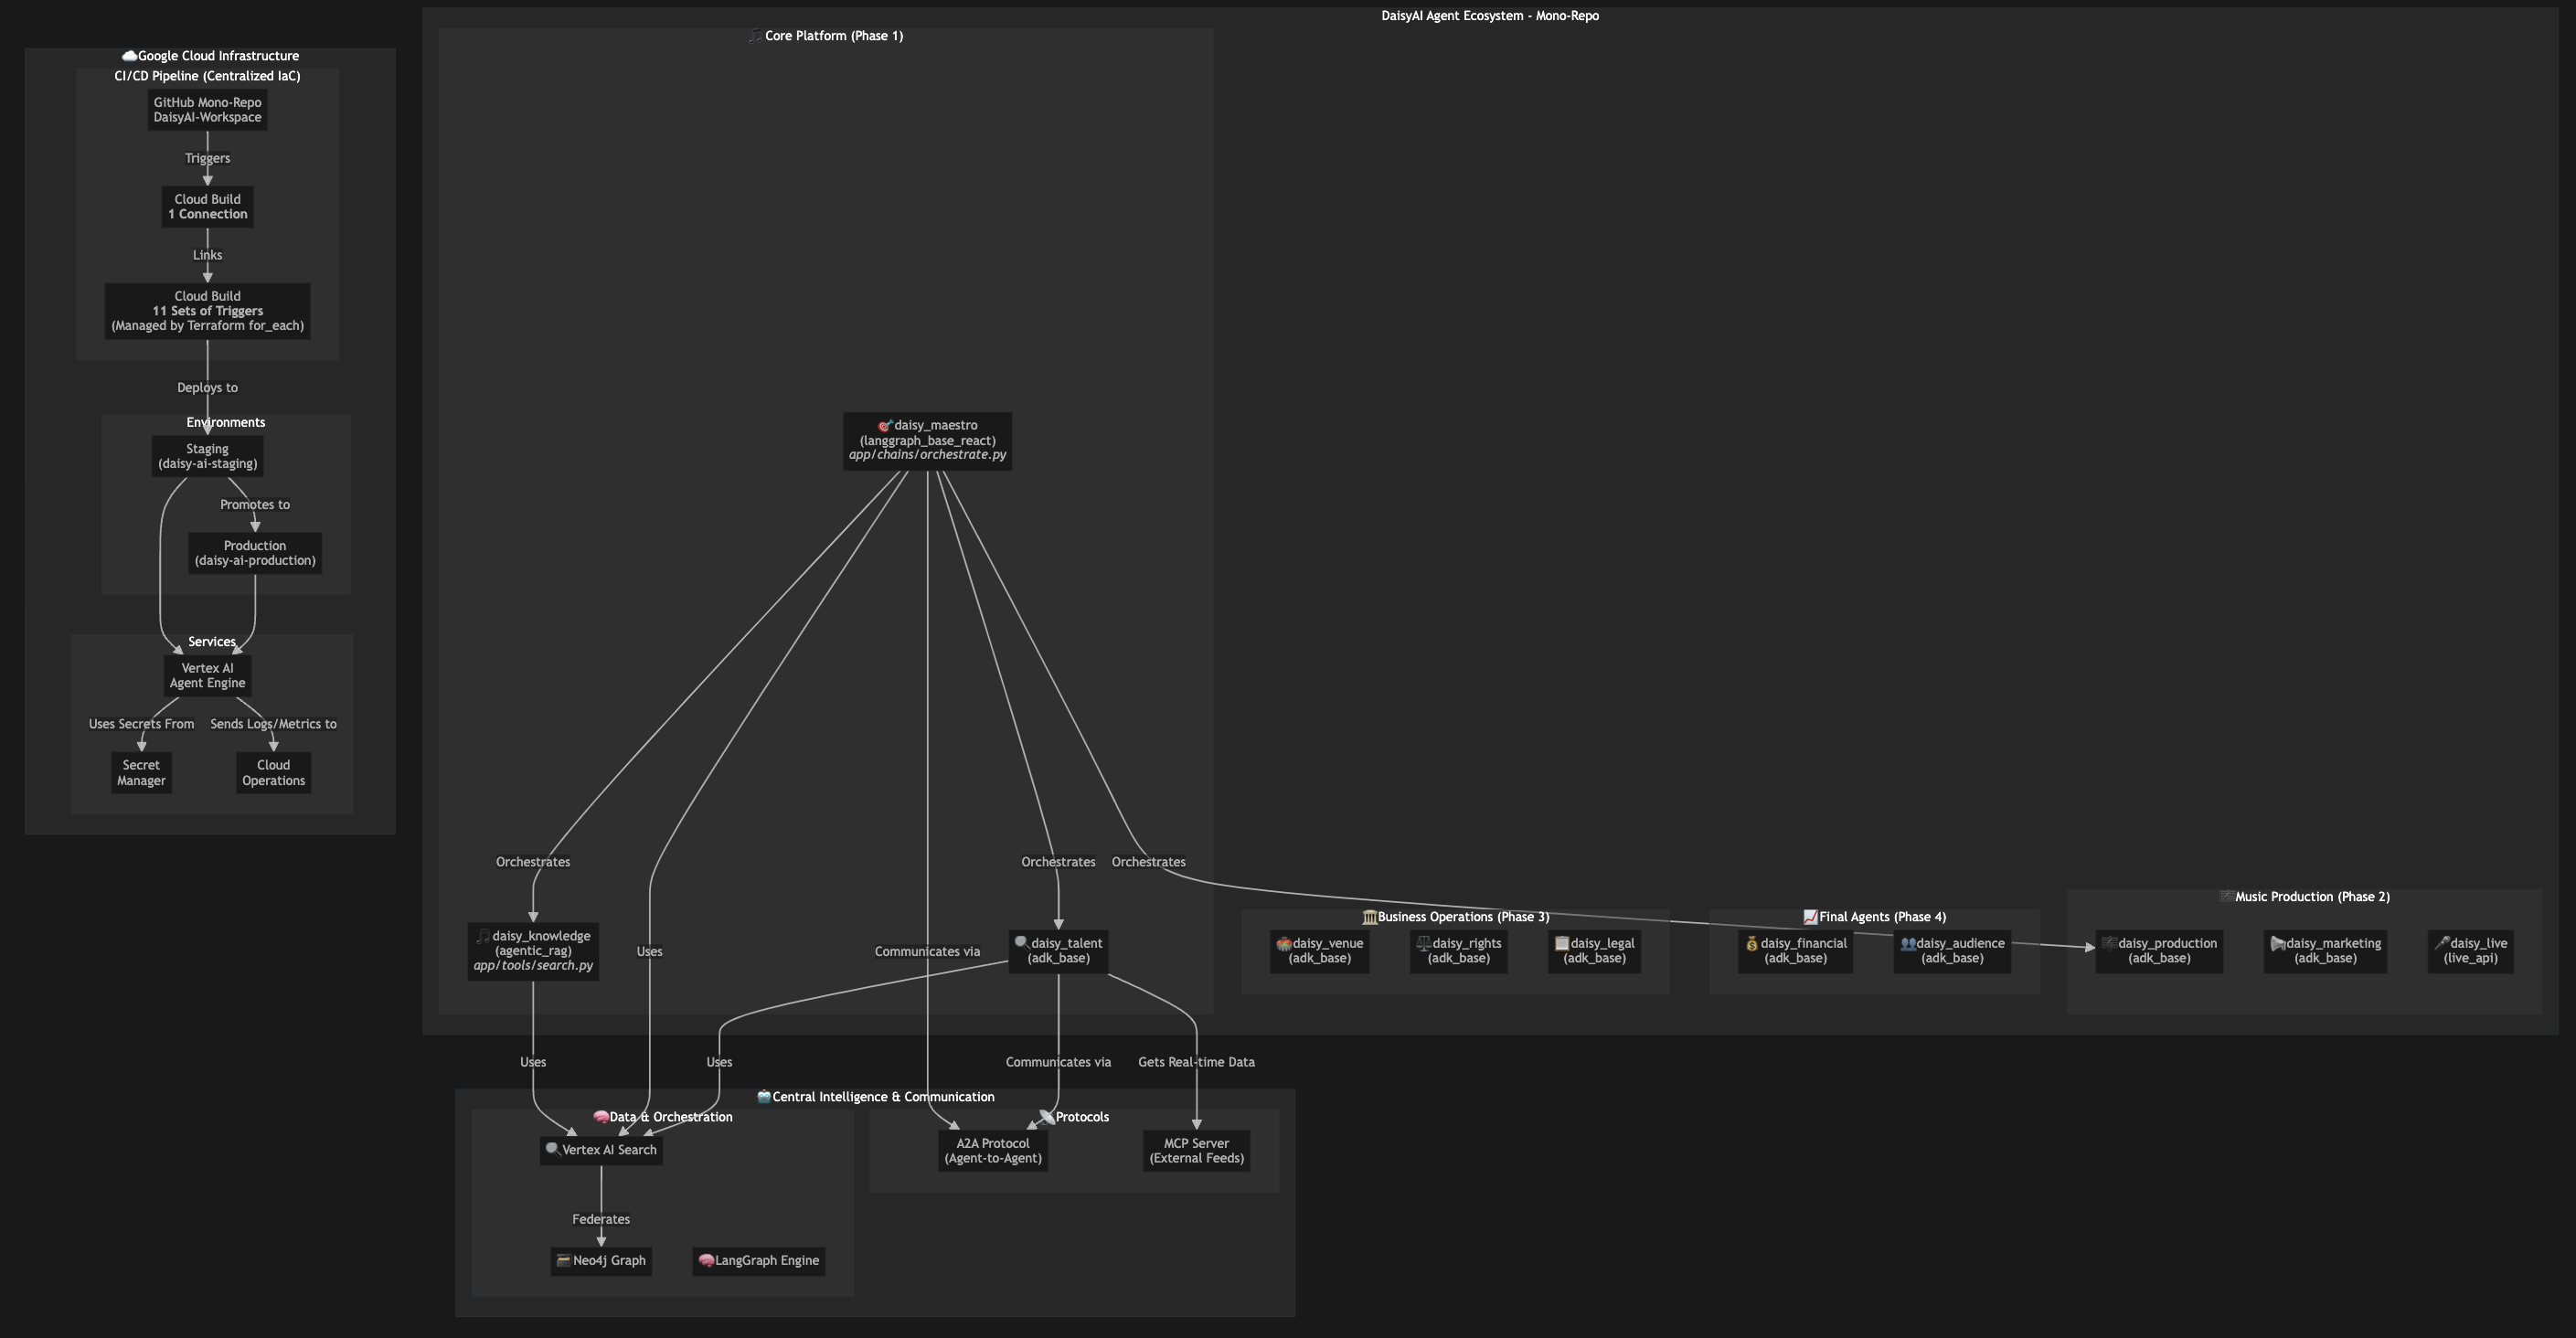 DaisyAI Agent Ecosystem - Mono-Repo
Core Platform (Phase 1)
Google Cloud Infrastructure
CI/CD Pipeline (Centralized IaC)
GitHub Mono-Repo
DaisyAI-Workspace
Triggers
Cloud Build
1 Connection
Links
Cloud Build
11 Sets of Triggers
(Managed by Terraform for_each)
Deploys to
Environments
Staging
(daisy-ai-staging)
Promotes to
Production
(daisy-ai-production)
Services
Vertex AI
Agent Engine
Uses Secrets From
Sends Logs/Metrics to
Secret
Manager
Cloud
Operations
daisy_maestro
(langgraph_base_react)
app/chains/orchestrate.py
Orchestrates
Orchestrates
Orchestrates
daisy_knowledge
(agentic_rag)
app/tools/search.py
Uses
Communicates via
daisy_talent
(adk_base)
Business Operations (Phase 3)
daisy_venue
(adk_base)
daisy_rights
(adk_base)
daisy_legal
(adk_base)
Final Agents (Phase 4)
daisy_financial
(adk_base)
daisy_audience
(adk_base)
Music Production (Phase 2)
daisy_production
(adk_base)
daisy_marketing
(adk_base)
daisy_live
(live_api)
Uses
Uses
Communicates via
Gets Real-time Data
Central Intelligence & Communication
Data & Orchestration
Vertex AI Search
Federates
Neo4j Graph
LangGraph Engine
Protocols
A2A Protocol
(Agent-to-Agent)
MCP Server
(External Feeds)